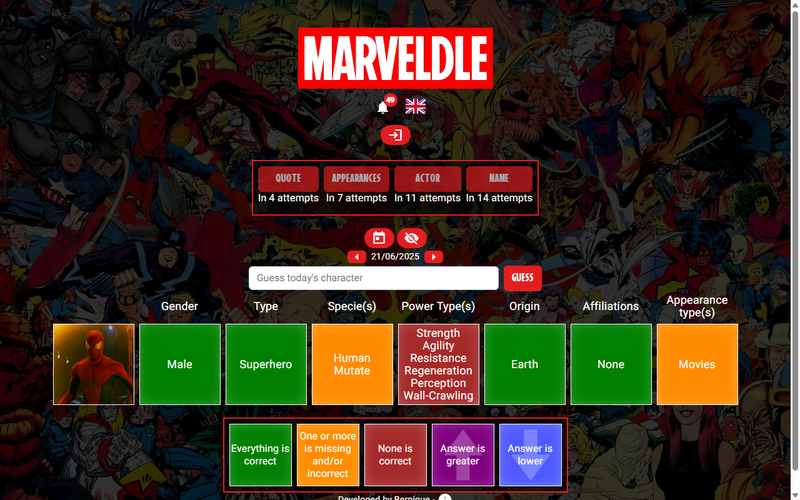 MARVELDLE
49
QUOTE APPEARANCES ACTOR NAME
In 4 attempts In 7 attempts In 11 attempts In 14 attempts
21/06/2025
Guess today's character GUESS
Gender Type Specie(s) Power Type(s) Origin Affiliations Appearance type(s)
Male
Superhero
Human
Mutate
Strength
Agility
Resistance
Regeneration
Perception
Wall-Crawling
Earth
None
Movies
Everything is
correct
One or more
is missing
and/or
incorrect
None is
correct
Answer is
greater
Answer is
lower
Developed by Bernique -